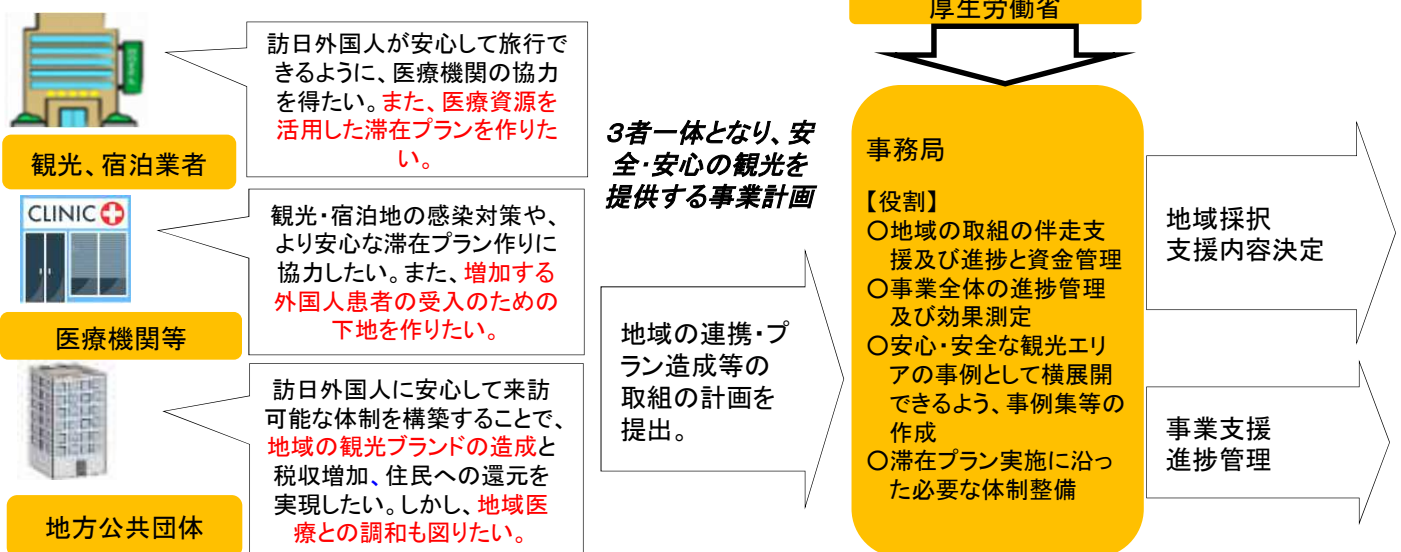 訪日外国人が安心して旅行で
きるように、医療機関の協力
を得たい。また、医療資源を
活用した滞在プランを作りた
い。
観光、宿泊業者
CLINIC
観光・宿泊地の感染対策や、
より安心な滞在プラン作りに
協力したい。また、増加する
外国人患者の受入のための
下地を作りたい。
医療機関等
訪日外国人に安心して来訪
可能な体制を構築することで、
地域の観光ブランドの造成と
税収増加、住民への還元を
実現したい。しかし、地域医
療との調和も図りたい。
地方公共団体
3者一体となり、安
全・安心の観光を
提供する事業計画
地域の連携・プ
ラン造成等の
取組の計画を
提出。
厚生労働省
事務局
【役割】
○地域の取組の伴走支
援及び進捗と資金管理
○事業全体の進捗管理
及び効果測定
○安心・安全な観光エリ
アの事例として横展開
できるよう、事例集等の
作成
○滞在プラン実施に沿っ
た必要な体制整備
地域採択
支援内容決定
事業支援
進捗管理